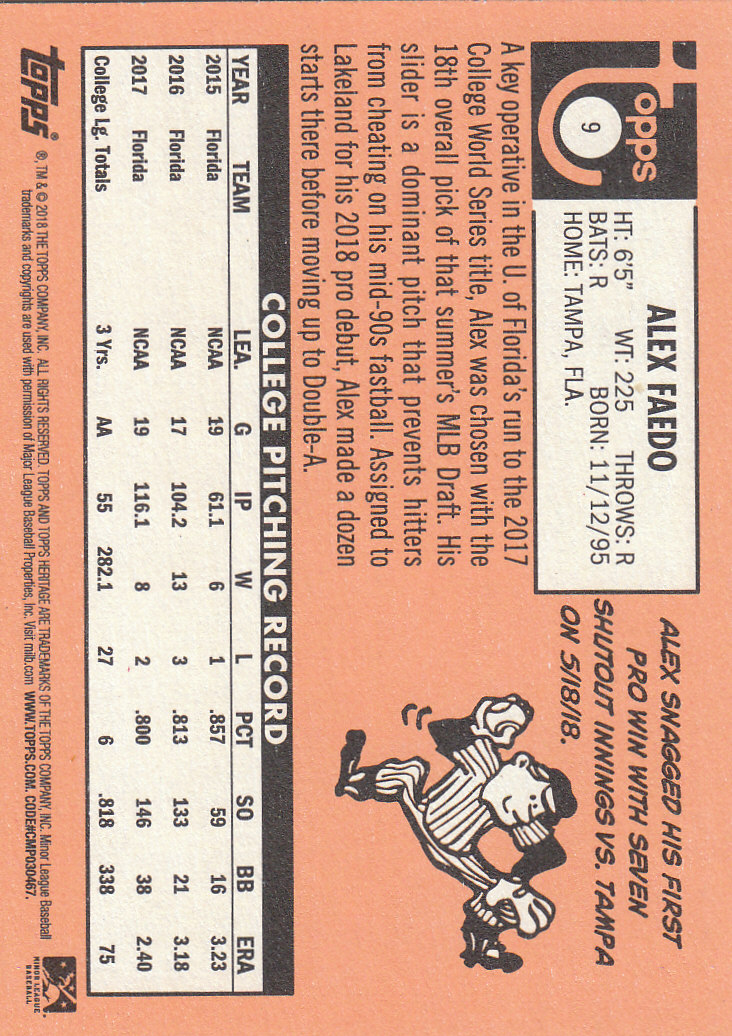 topps
9
ALEX FAEDO
HT: 6'5" WT: 225 THROWS: R
BATS: R BORN: 11/12/95
HOME: TAMPA, FLA.
ALEX SNAGGED HIS FIRST
PRO WIN WITH SEVEN
SHUTOUT INNINGS VS. TAMPA
ON 5/18/18.
A key operative in the U. of Florida's run to the 2017
College World Series title, Alex was chosen with the
18th overall pick of that summer's MLB Draft. His
slider is a dominant pitch that prevents hitters
from cheating on his mid-90s fastball. Assigned to
Lakeland for his 2018 pro debut, Alex made a dozen
starts there before moving up to Double-A.
COLLEGE PITCHING RECORD
YEAR TEAM LEA. G IP W L PCT SO BB ERA
2015 Florida NCAA 19 61.1 6 1 .857 59 16 3.23
2016 Florida NCAA 17 104.2 13 3 .813 133 21 3.18
2017 Florida NCAA 19 116.1 8 2 .800 146 38 2.40
College Lg. Totals 3 Yrs. AA 55 282.1 27 6 .818 338 75
topps® ®, TM & © 2018 THE TOPPS COMPANY, INC. ALL RIGHTS RESERVED. TOPPS AND TOPPS HERITAGE ARE TRADEMARKS OF THE TOPPS COMPANY, INC. Minor League Baseball
trademarks and copyrights are used with permission of Major League Baseball Properties, Inc. Visit milb.com WWW.TOPPS.COM. CODE#CMP030467.
MINOR LEAGUE
BASEBALL